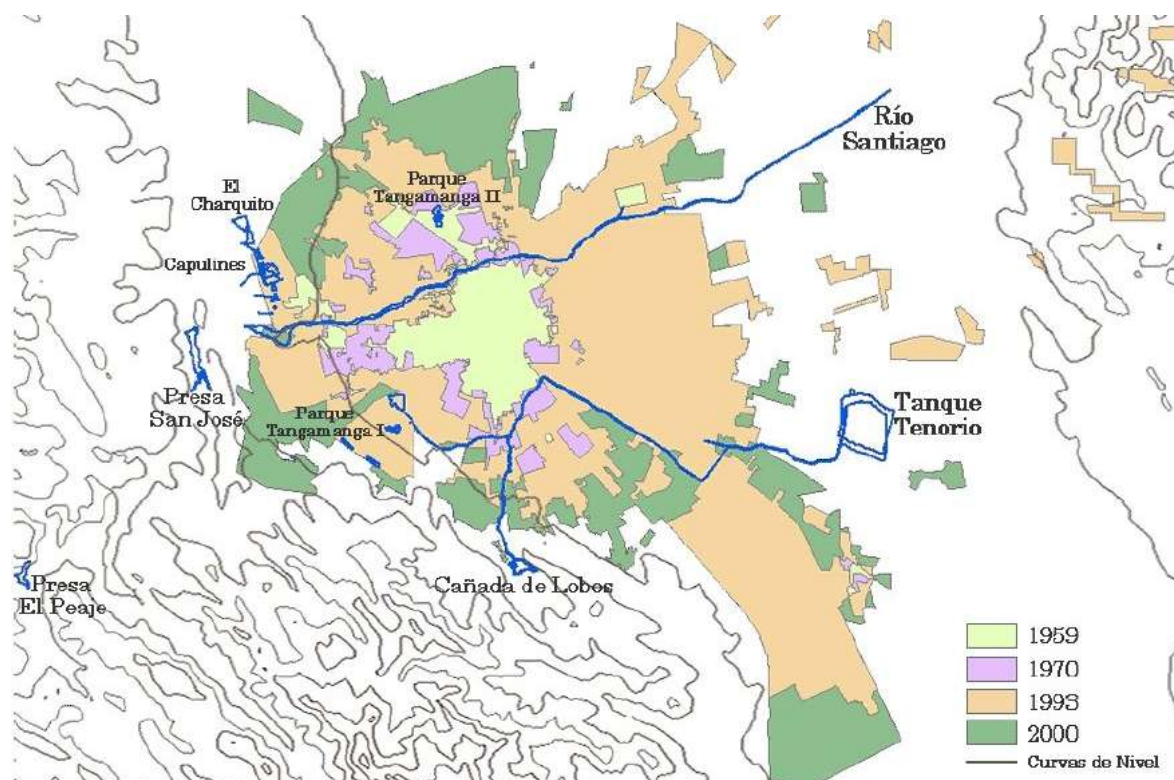 Río
Santiago
Parque
Tangamanga II
El
Charquito
Capulines
Presa
San José
Parque
Tangamanga I
Tanque
Tenorio
Presa
El Peaje
Cañada de Lobos
1959
1970
1993
2000
Curvas de Nivel